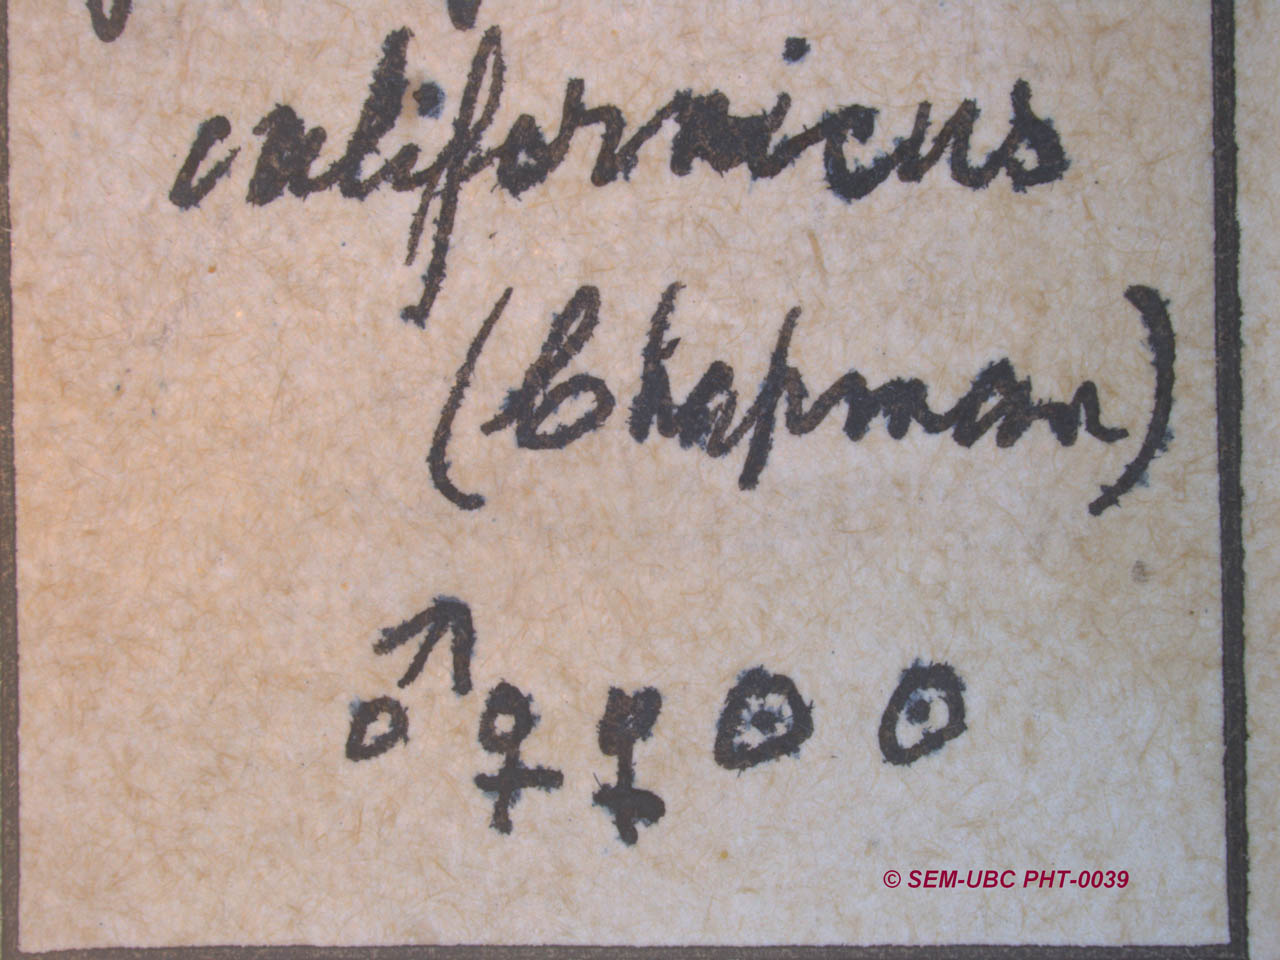 californicus
(Chapman)
♂ ♀ ♀ ⊙ ⊙
© SEM-UBC PHT-0039